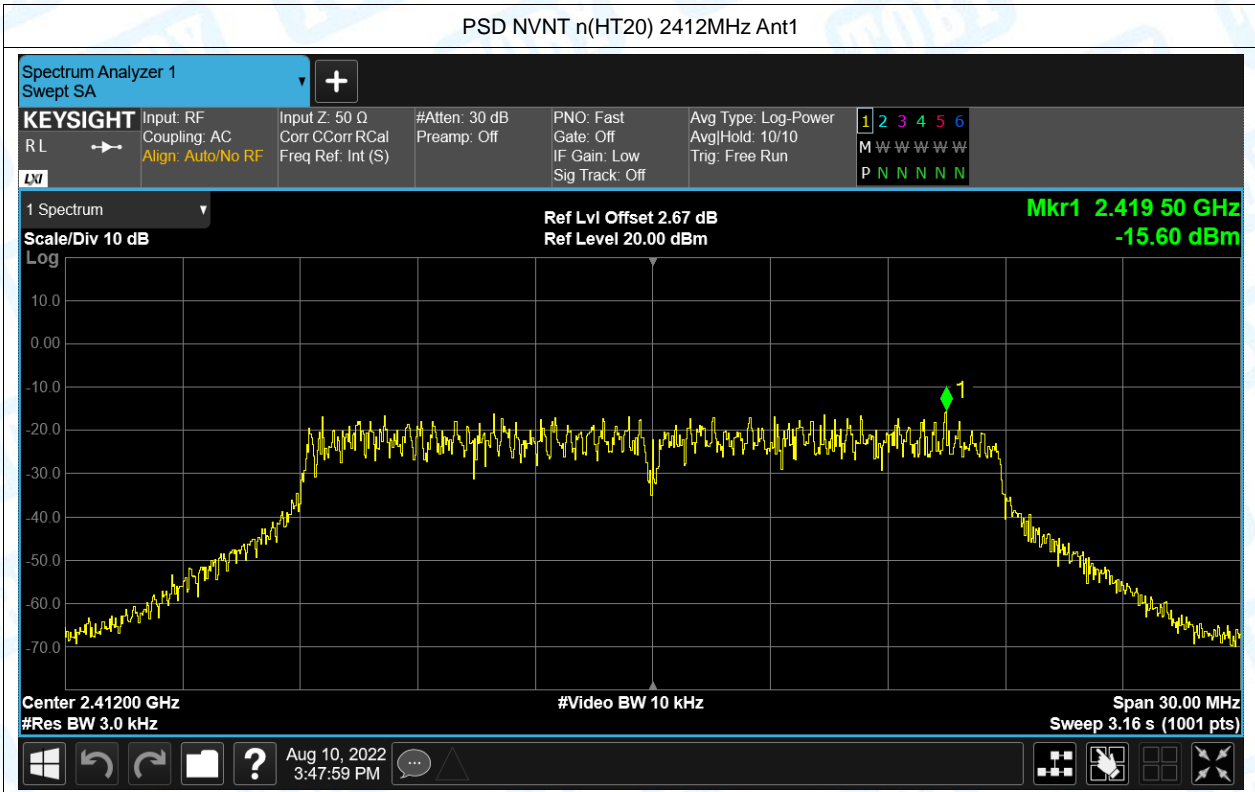 PSD NVNT n(HT20) 2412MHz Ant1
Spectrum Analyzer 1
Swept SA
+
KEYSIGHT
R L
LXI
Input: RF
Coupling: AC
Align: Auto/No RF
Input Z: 50 Ω
Corr CCorr RCal
Freq Ref: Int (S)
#Atten: 30 dB
Preamp: Off
PNO: Fast
Gate: Off
IF Gain: Low
Sig Track: Off
Avg Type: Log-Power
Avg|Hold: 10/10
Trig: Free Run
1 2 3 4 5 6
M W W W W W
P N N N N N
1 Spectrum
Scale/Div 10 dB
Ref Lvl Offset 2.67 dB
Ref Level 20.00 dBm
Mkr1 2.419 50 GHz
-15.60 dBm
Log
10.0
0.00
-10.0
-20.0
-30.0
-40.0
-50.0
-60.0
-70.0
1
Center 2.41200 GHz
#Res BW 3.0 kHz
#Video BW 10 kHz
Span 30.00 MHz
Sweep 3.16 s (1001 pts)
?
Aug 10, 2022
3:47:59 PM